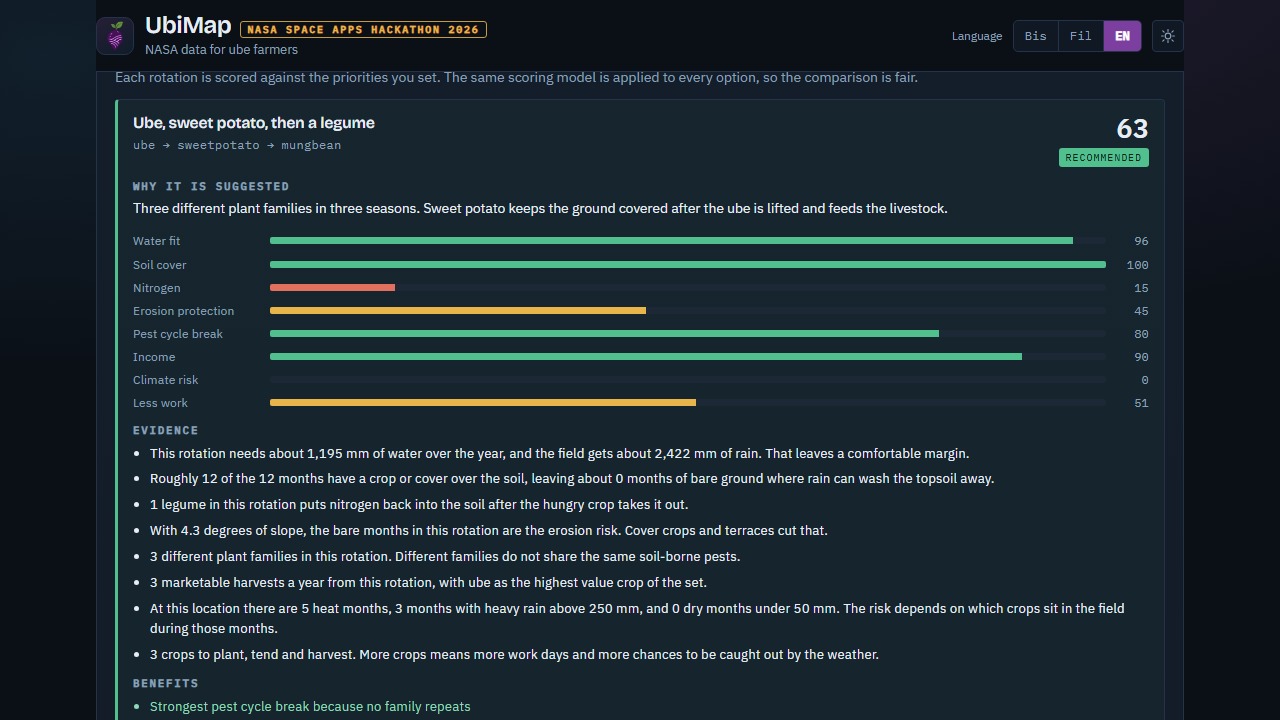 UbiMap NASA SPACE APPS HACKATHON 2026
NASA data for ube farmers
Language Bis Fil EN
Each rotation is scored against the priorities you set. The same scoring model is applied to every option, so the comparison is fair.
Ube, sweet potato, then a legume
63
ube → sweetpotato → mungbean
RECOMMENDED
WHY IT IS SUGGESTED
Three different plant families in three seasons. Sweet potato keeps the ground covered after the ube is lifted and feeds the livestock.
Water fit 96
Soil cover 100
Nitrogen 15
Erosion protection 45
Pest cycle break 80
Income 90
Climate risk 0
Less work 51
EVIDENCE
• This rotation needs about 1,195 mm of water over the year, and the field gets about 2,422 mm of rain. That leaves a comfortable margin.
• Roughly 12 of the 12 months have a crop or cover over the soil, leaving about 0 months of bare ground where rain can wash the topsoil away.
• 1 legume in this rotation puts nitrogen back into the soil after the hungry crop takes it out.
• With 4.3 degrees of slope, the bare months in this rotation are the erosion risk. Cover crops and terraces cut that.
• 3 different plant families in this rotation. Different families do not share the same soil-borne pests.
• 3 marketable harvests a year from this rotation, with ube as the highest value crop of the set.
• At this location there are 5 heat months, 3 months with heavy rain above 250 mm, and 0 dry months under 50 mm. The risk depends on which crops sit in the field
during those months.
• 3 crops to plant, tend and harvest. More crops means more work days and more chances to be caught out by the weather.
BENEFITS
• Strongest pest cycle break because no family repeats